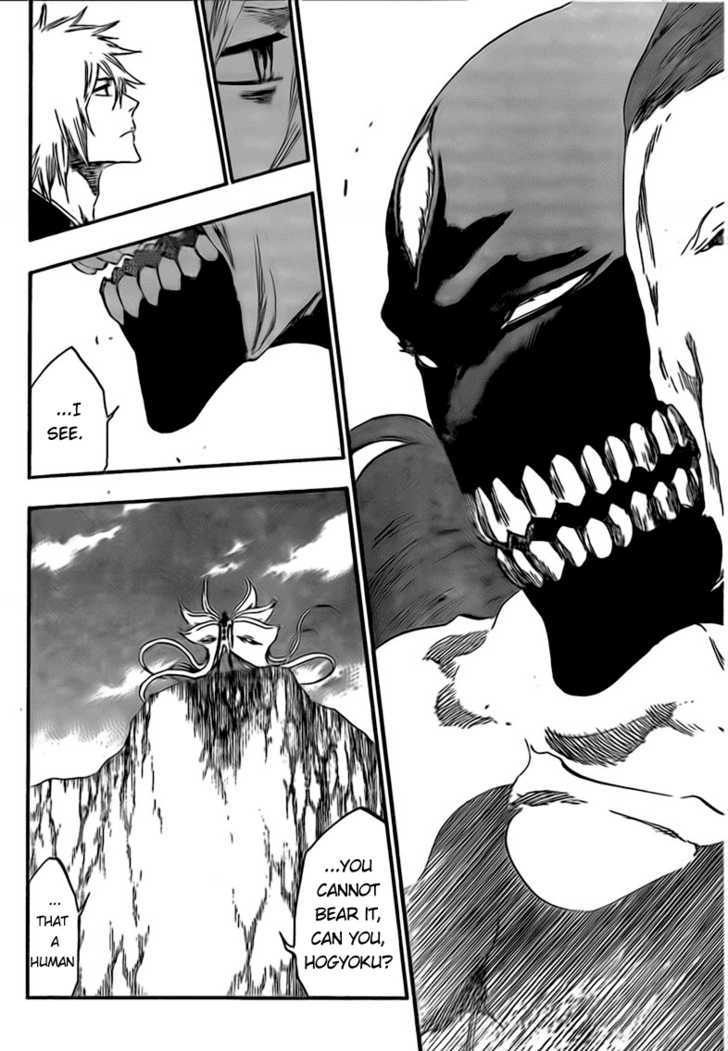 ...I
SEE.
...YOU
CANNOT
BEAR IT,
CAN YOU,
HOGYOKU?
...
THAT
A
HUMAN